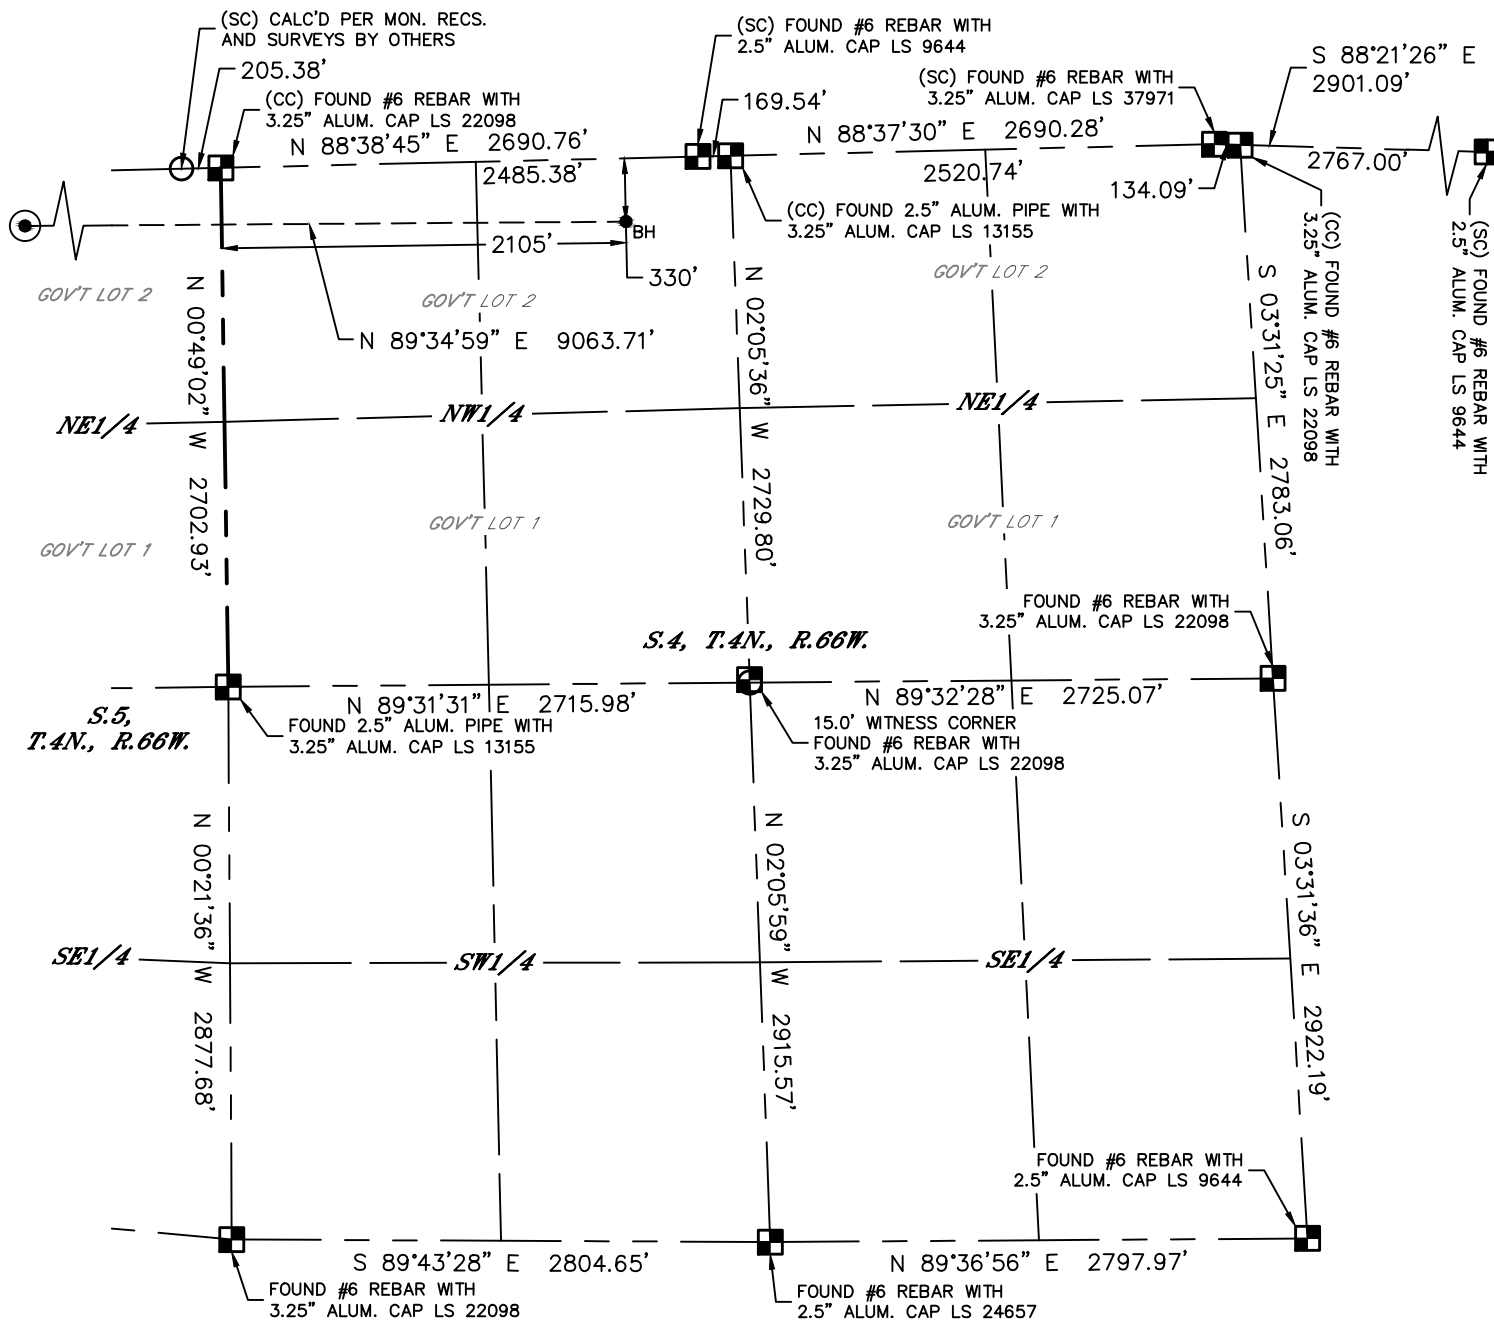 (SC) CALC'D PER MON. RECS.
AND SURVEYS BY OTHERS
205.38'
(CC) FOUND #6 REBAR WITH
3.25" ALUM. CAP LS 22098
N 88°38'45" E 2690.76'
2485.38'
(SC) FOUND #6 REBAR WITH
2.5" ALUM. CAP LS 9644
169.54'
(SC) FOUND #6 REBAR WITH
3.25" ALUM. CAP LS 37971
N 88°37'30" E 2690.28'
2520.74'
134.09'
S 88°21'26" E
2901.09'
2767.00'
(CC) FOUND 2.5" ALUM. PIPE WITH
3.25" ALUM. CAP LS 13155
(CC) FOUND #6 REBAR WITH
3.25" ALUM. CAP LS 22098
(SC) FOUND #6 REBAR WITH
2.5" ALUM. CAP LS 9644
BH
2105'
330'
GOV'T LOT 2
GOV'T LOT 2
GOV'T LOT 2
N 89°34'59" E 9063.71'
N 00°49'02" W 2702.93'
N 02°05'36" W 2729.80'
S 03°31'25" E 2783.06'
NE1/4
NW1/4
NE1/4
GOV'T LOT 1
GOV'T LOT 1
GOV'T LOT 1
FOUND #6 REBAR WITH
3.25" ALUM. CAP LS 22098
S.4, T.4N., R.66W.
N 89°31'31" E 2715.98'
N 89°32'28" E 2725.07'
S.5,
T.4N., R.66W.
FOUND 2.5" ALUM. PIPE WITH
3.25" ALUM. CAP LS 13155
15.0' WITNESS CORNER
FOUND #6 REBAR WITH
3.25" ALUM. CAP LS 22098
N 00°21'36" W 2877.68'
N 02°05'59" W 2915.57'
S 03°31'36" E 2922.19'
SE1/4
SW1/4
SE1/4
FOUND #6 REBAR WITH
2.5" ALUM. CAP LS 9644
S 89°43'28" E 2804.65'
N 89°36'56" E 2797.97'
FOUND #6 REBAR WITH
3.25" ALUM. CAP LS 22098
FOUND #6 REBAR WITH
2.5" ALUM. CAP LS 24657